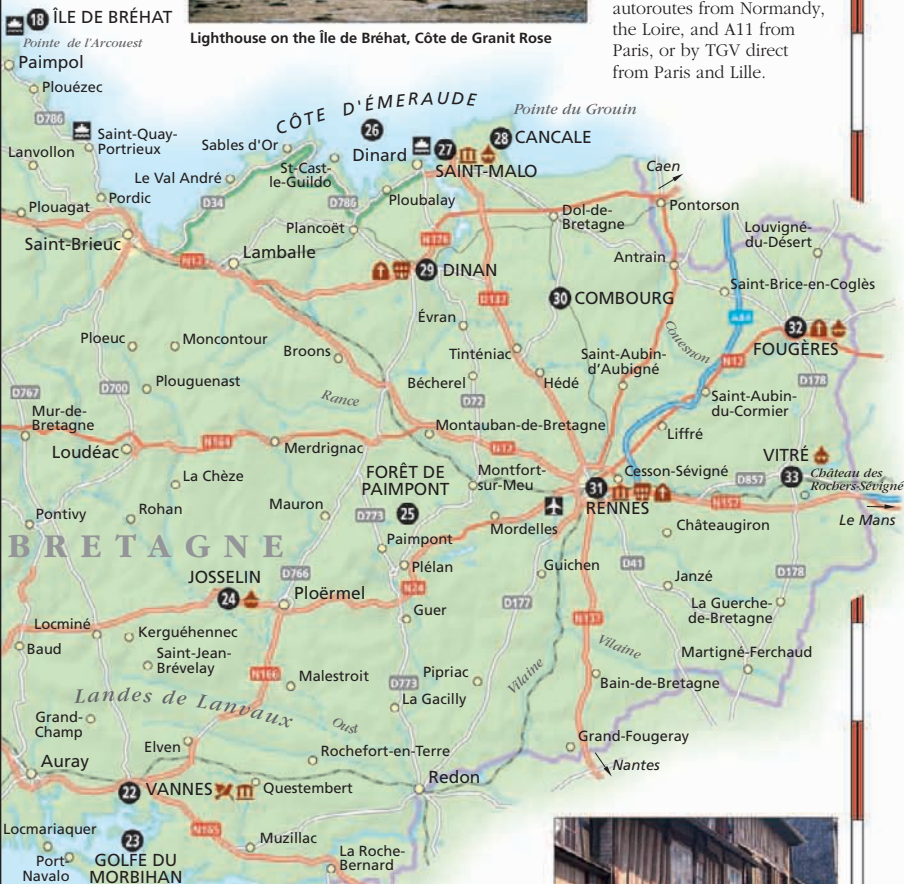 18 ÎLE DE BRÉHAT
Pointe de l'Arcouest
Paimpol
Plouézec
D786
Lanvollon
Saint-Quay-
Portrieux
Plouagat
Pordic
Saint-Brieuc
Lighthouse on the Île de Bréhat, Côte de Granit Rose
autoroutes from Normandy,
the Loire, and A11 from
Paris, or by TGV direct
from Paris and Lille.
CÔTE D'ÉMERAUDE
26
Pointe du Grouin
Sables d'Or
Le Val André
D34
St-Cast-
le-Guildo
D786
Dinard
27
SAINT-MALO
28 CANCALE
Ploubalay
Plancoët
Lamballe
N12
N176
29 DINAN
Caen
Dol-de-
Bretagne
Pontorson
Louvigné-
du-Désert
Antrain
Saint-Brice-en-Coglès
30 COMBOURG
D137
A84
Couesnon
32
FOUGÈRES
N12
D178
Évran
Tinténiac
Saint-Aubin-
d'Aubigné
Bécherel
Hédé
D72
Saint-Aubin-
du-Cormier
Liffré
Ploeuc
Moncontour
Broons
Plouguenast
D767
D700
Rance
Mur-de-
Bretagne
Loudéac
N164
Merdrignac
Montauban-de-Bretagne
N12
La Chèze
FORÊT DE
PAIMPONT
25
Montfort-
sur-Meu
Cesson-Sévigné
31
RENNES
VITRÉ
33
D857
Château des
Rochers-Sévigné
N157
Le Mans
Pontivy
Rohan
Mauron
D773
Paimpont
Mordelles
Châteaugiron
BRETAGNE
JOSSELIN
24
D766
Ploërmel
Plélan
N24
Guer
Guichen
D177
D41
Janzé
D178
La Guerche-
de-Bretagne
N137
Locminé
Baud
Kerguéhennec
Saint-Jean-
Brévelay
N166
Malestroit
D773
Pipriac
La Gacilly
Vilaine
Vilaine
Martigné-Ferchaud
Bain-de-Bretagne
Landes de Lanvaux
Grand-
Champ
Oust
Elven
Rochefort-en-Terre
Grand-Fougeray
Nantes
Auray
22 VANNES
Questembert
Redon
Locmariaquer
23
GOLFE DU
MORBIHAN
Port-
Navalo
N165
Muzillac
La Roche-
Bernard